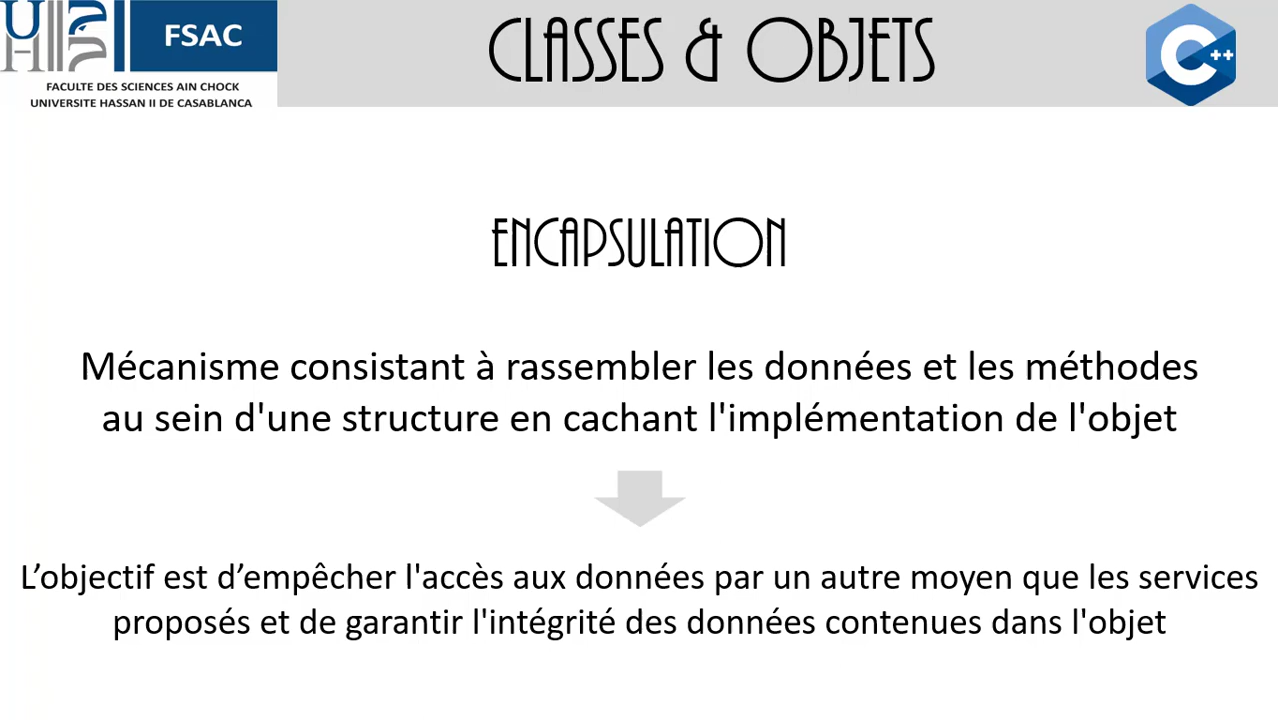 UH
FSAC
FACULTE DES SCIENCES AIN CHOCK
UNIVERSITE HASSAN II DE CASABLANCA
CLASSES & OBJETS
C++
ENCAPSULATION
Mécanisme consistant à rassembler les données et les méthodes
au sein d'une structure en cachant l'implémentation de l'objet
L’objectif est d’empêcher l'accès aux données par un autre moyen que les services
proposés et de garantir l'intégrité des données contenues dans l'objet